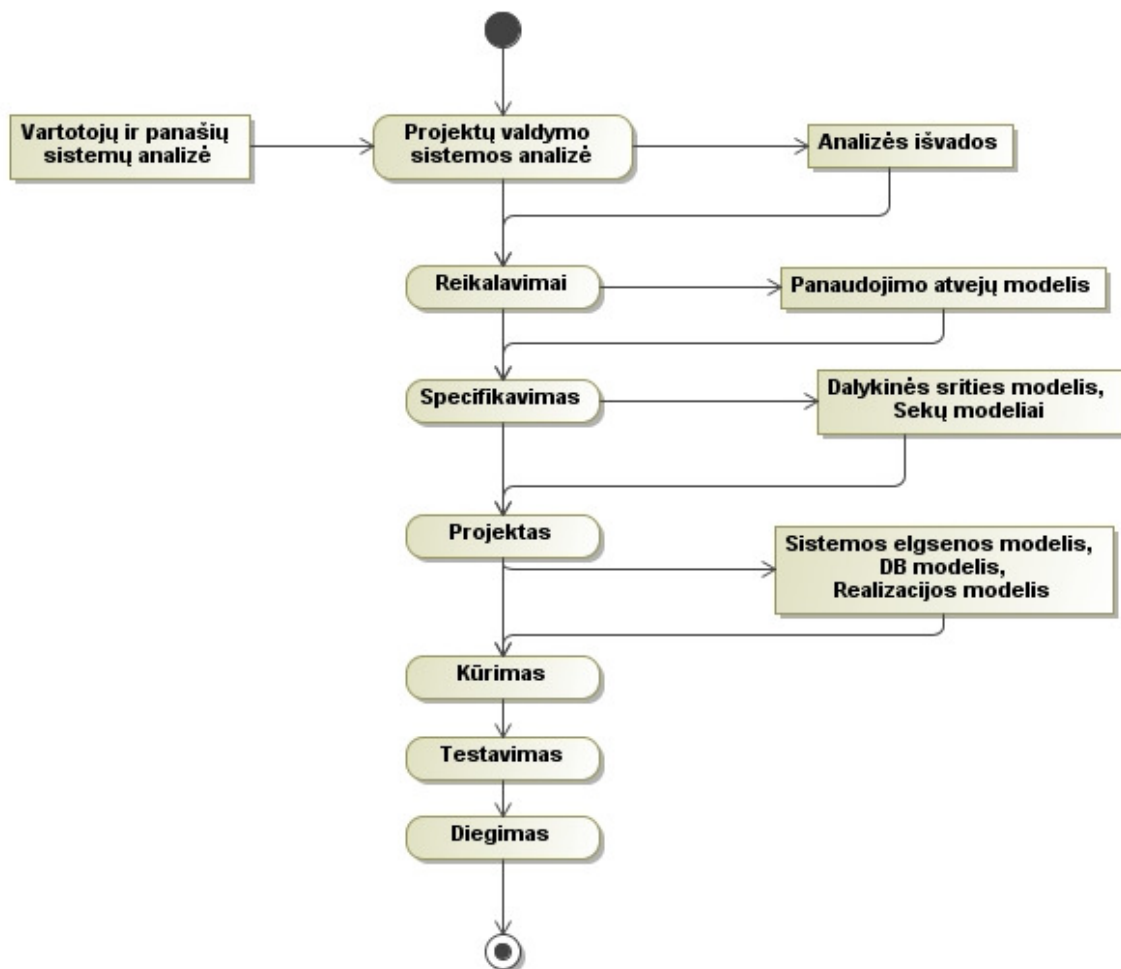 Vartotojų ir panašių
sistemų analizė
Projektų valdymo
sistemos analizė
Analizės išvados
Reikalavimai
Panaudojimo atvejų modelis
Specifikavimas
Dalykinės srities modelis,
Sekų modeliai
Projektas
Sistemos elgsenos modelis,
DB modelis,
Realizacijos modelis
Kūrimas
Testavimas
Diegimas